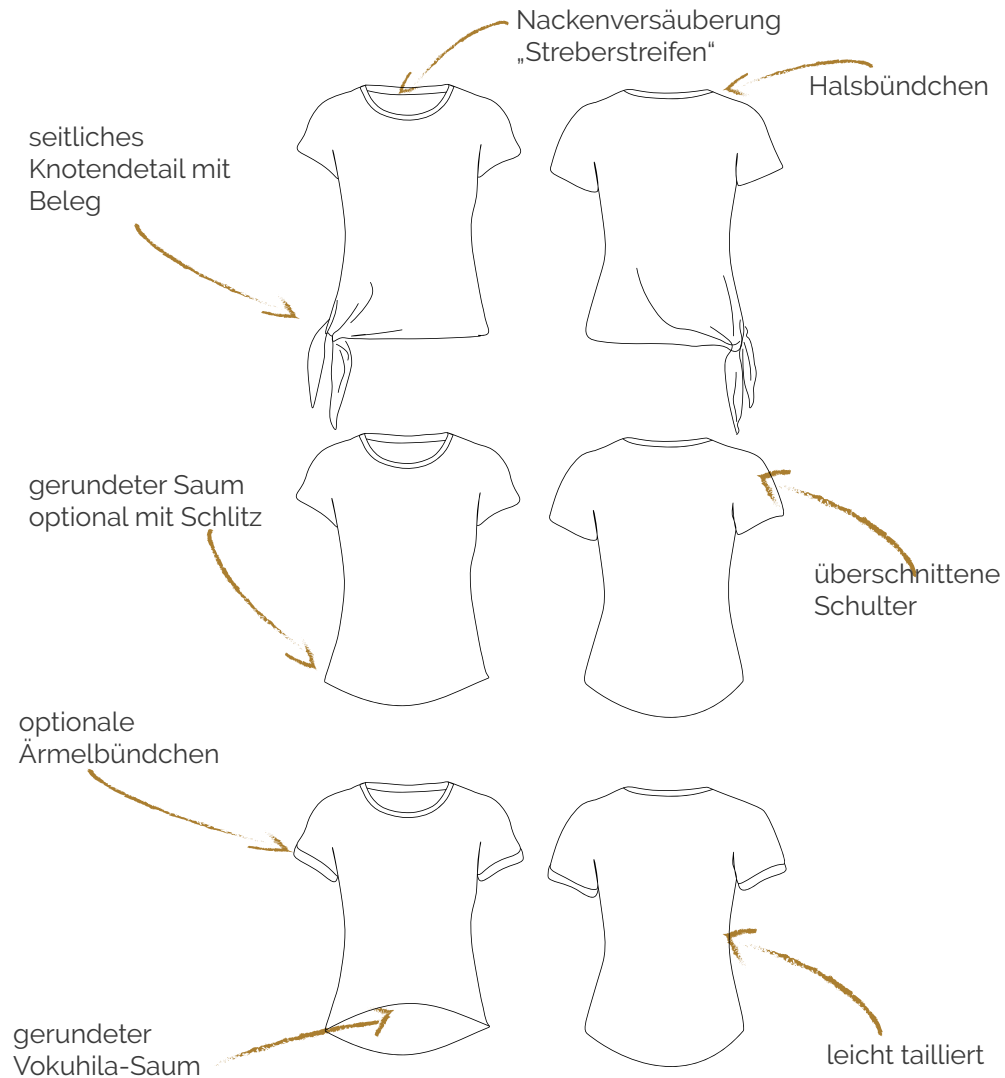 Nackenversäuberung
„Streberstreifen“
Halsbündchen
seitliches
Knotendetail mit
Beleg
gerundeter Saum
optional mit Schlitz
überschnittene
Schulter
optionale
Ärmelbündchen
gerundeter
Vokuhila-Saum
leicht tailliert